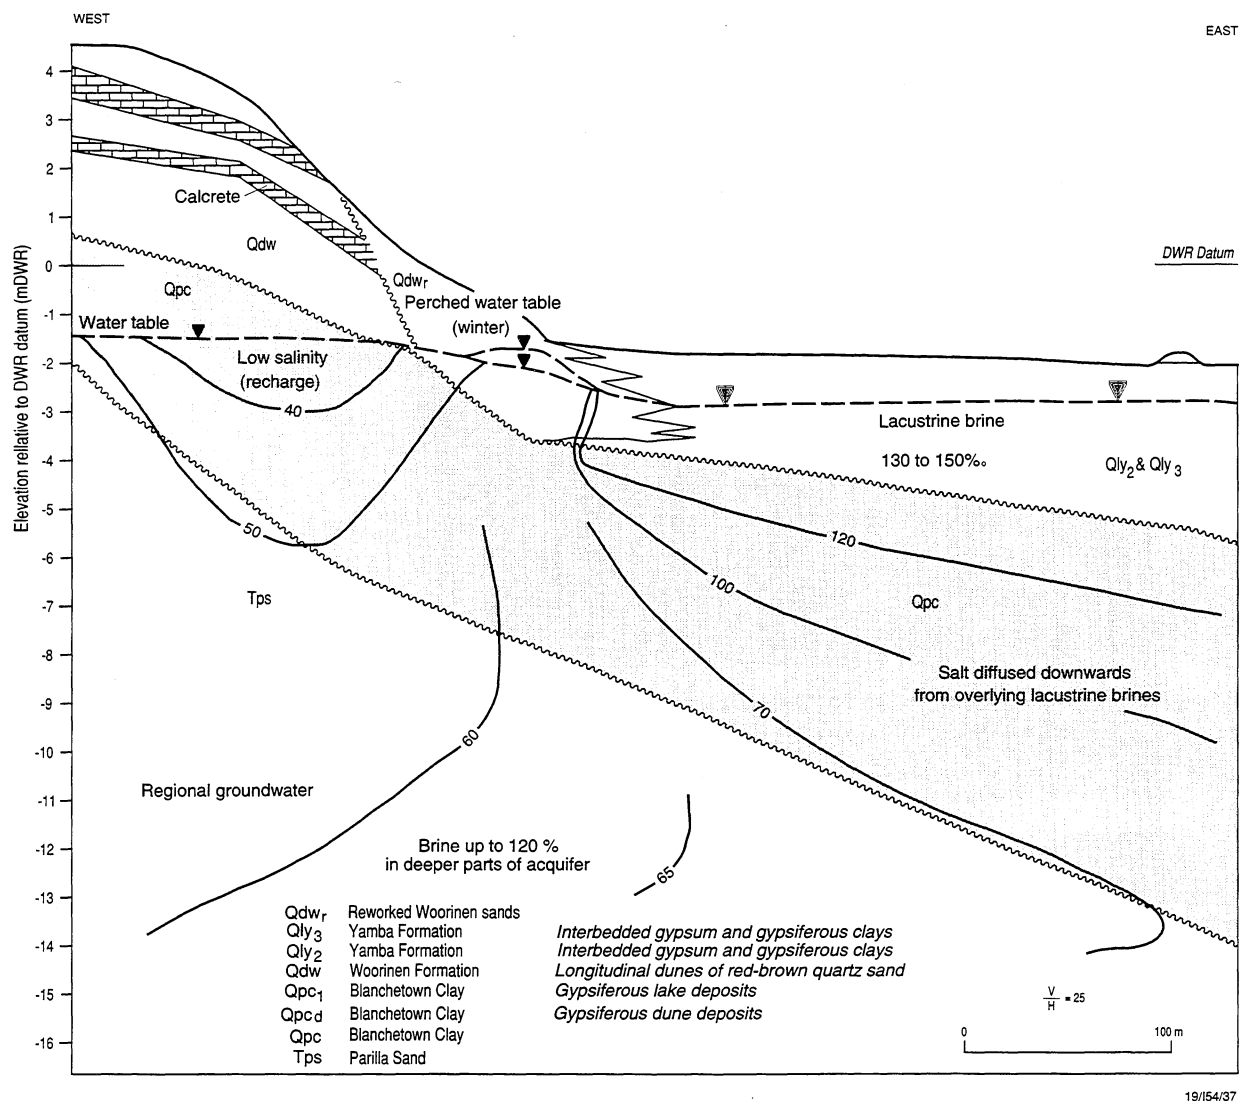 WEST
EAST
Elevation rellative to DWR datum (mDWR)
4
3
2
1
0
-1
-2
-3
-4
-5
-6
-7
-8
-9
-10
-11
-12
-13
-14
-15
-16
Calcrete
Qdw
DWR Datum
Qpc
Qdwr
Perched water table
(winter)
Water table
Low salinity
(recharge)
40
Lacustrine brine
130 to 150‰
Qly2 & Qly3
50
120
100
Tps
Qpc
Salt diffused downwards
from overlying lacustrine brines
70
60
Regional groundwater
Brine up to 120 %
in deeper parts of acquifer
65
Qdwr Reworked Woorinen sands
Qly3 Yamba Formation Interbedded gypsum and gypsiferous clays
Qly2 Yamba Formation Interbedded gypsum and gypsiferous clays
Qdw Woorinen Formation Longitudinal dunes of red-brown quartz sand
Qpc1 Blanchetown Clay Gypsiferous lake deposits
Qpcd Blanchetown Clay Gypsiferous dune deposits
Qpc Blanchetown Clay
Tps Parilla Sand
V/H = 25
0 100 m
19/I54/37